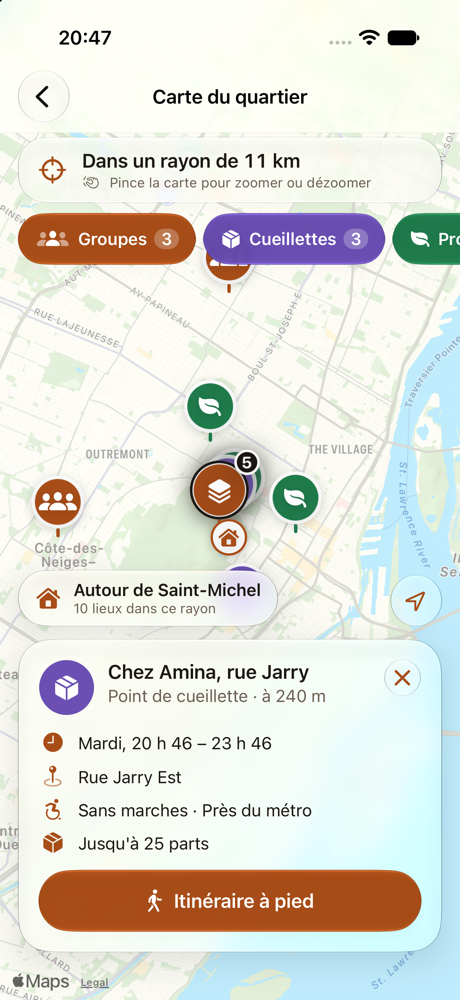 20:47
Carte du quartier
Dans un rayon de 11 km
Pince la carte pour zoomer ou dézoomer
Groupes 3
Cueillettes 3
Pro
AV-PAPINEAU
RUE-LAJEUNESSE
BOUL-ST-JOSEPH-E
Traversier-Pointe
OUTREMONT
THE VILLAGE
5
St. Lawrence River
Côte-des-
Neiges–
Autour de Saint-Michel
10 lieux dans ce rayon
Chez Amina, rue Jarry
Point de cueillette · à 240 m
Mardi, 20 h 46 – 23 h 46
Rue Jarry Est
Sans marches · Près du métro
Jusqu'à 25 parts
Itinéraire à pied
Maps
Legal